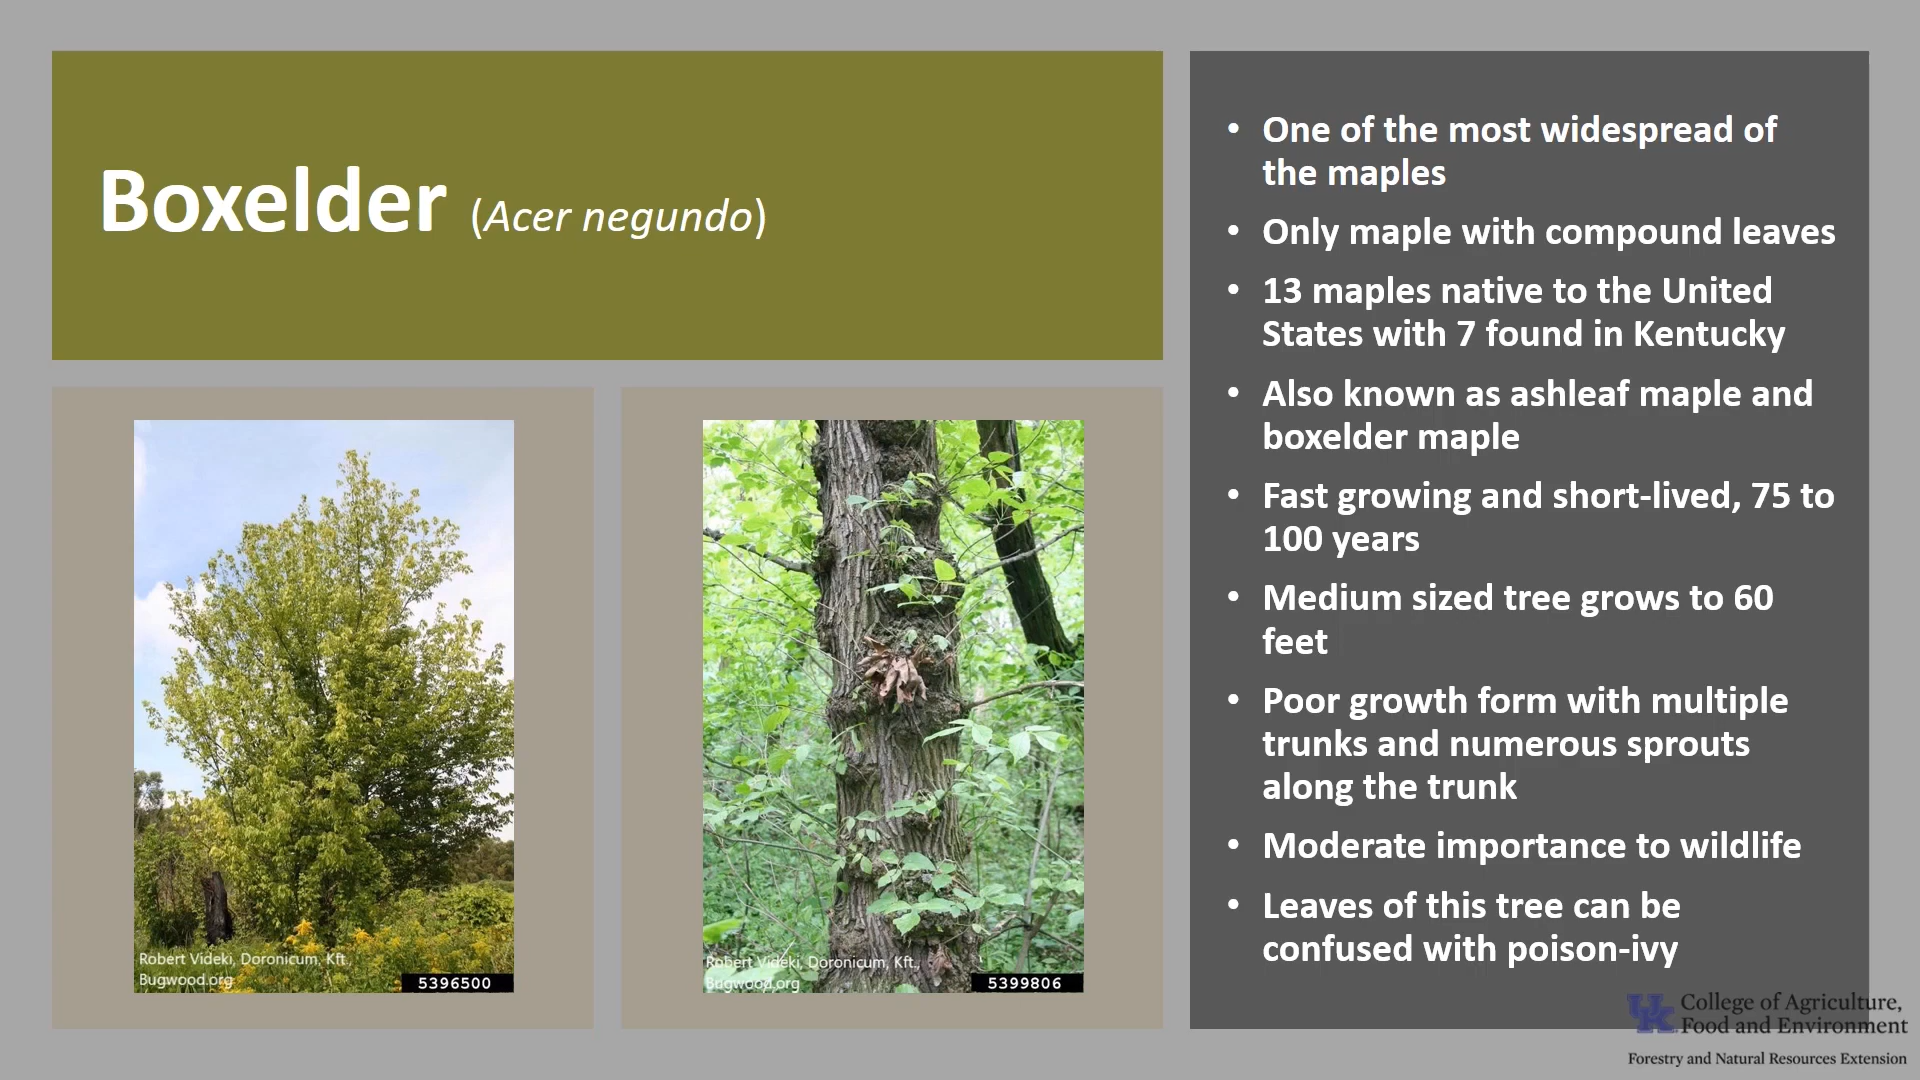 Boxelder (Acer negundo)
Robert Videki, Doronicum, Kft.,
Bugwood.org
5396500
Robert Videki, Doronicum, Kft.,
Bugwood.org
5399806
• One of the most widespread of
the maples
• Only maple with compound leaves
• 13 maples native to the United
States with 7 found in Kentucky
• Also known as ashleaf maple and
boxelder maple
• Fast growing and short-lived, 75 to
100 years
• Medium sized tree grows to 60
feet
• Poor growth form with multiple
trunks and numerous sprouts
along the trunk
• Moderate importance to wildlife
• Leaves of this tree can be
confused with poison-ivy
UK College of Agriculture,
Food and Environment
Forestry and Natural Resources Extension